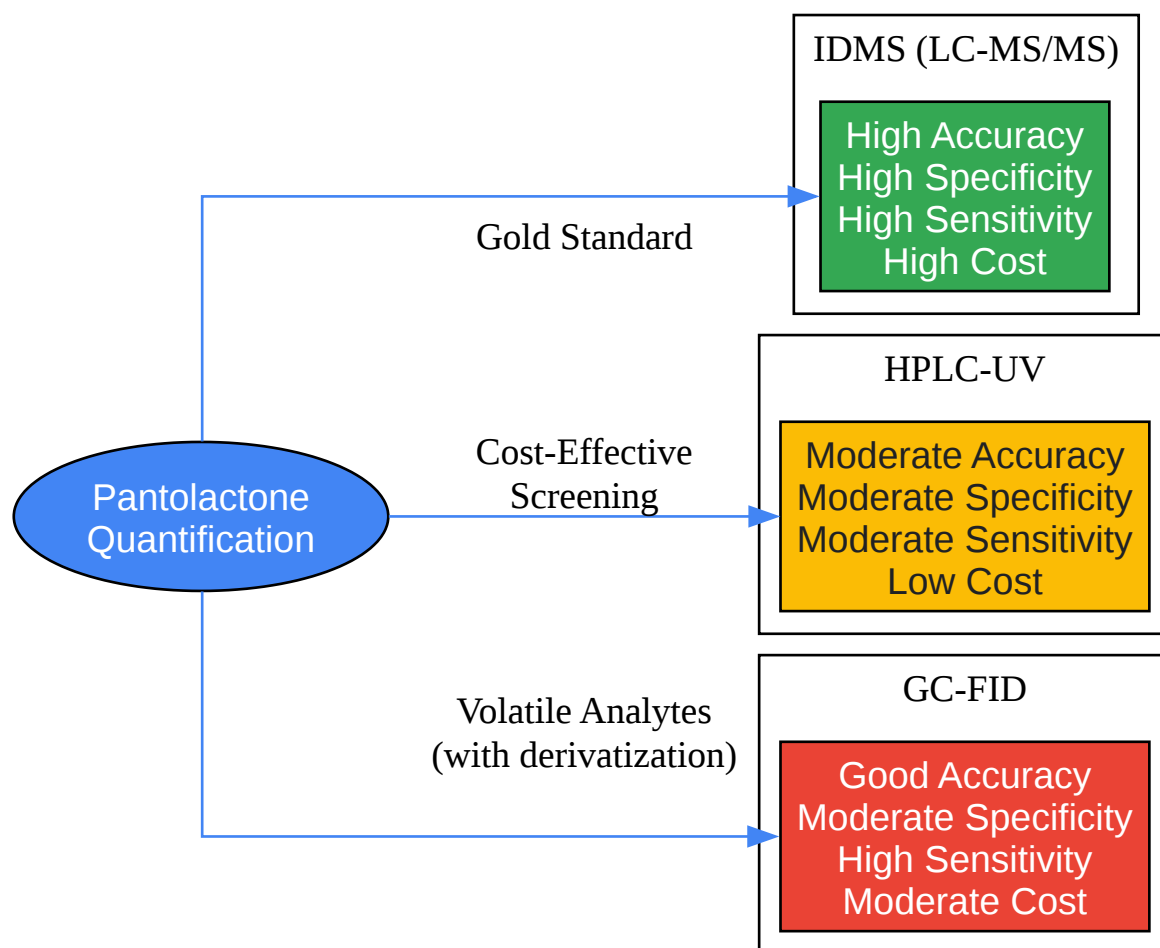 IDMS (LC-MS/MS)
High Accuracy
High Specificity
High Sensitivity
High Cost
Gold Standard
HPLC-UV
Moderate Accuracy
Moderate Specificity
Moderate Sensitivity
Low Cost
Cost-Effective
Screening
Pantolactone
Quantification
GC-FID
Volatile Analytes
(with derivatization)
Good Accuracy
Moderate Specificity
High Sensitivity
Moderate Cost